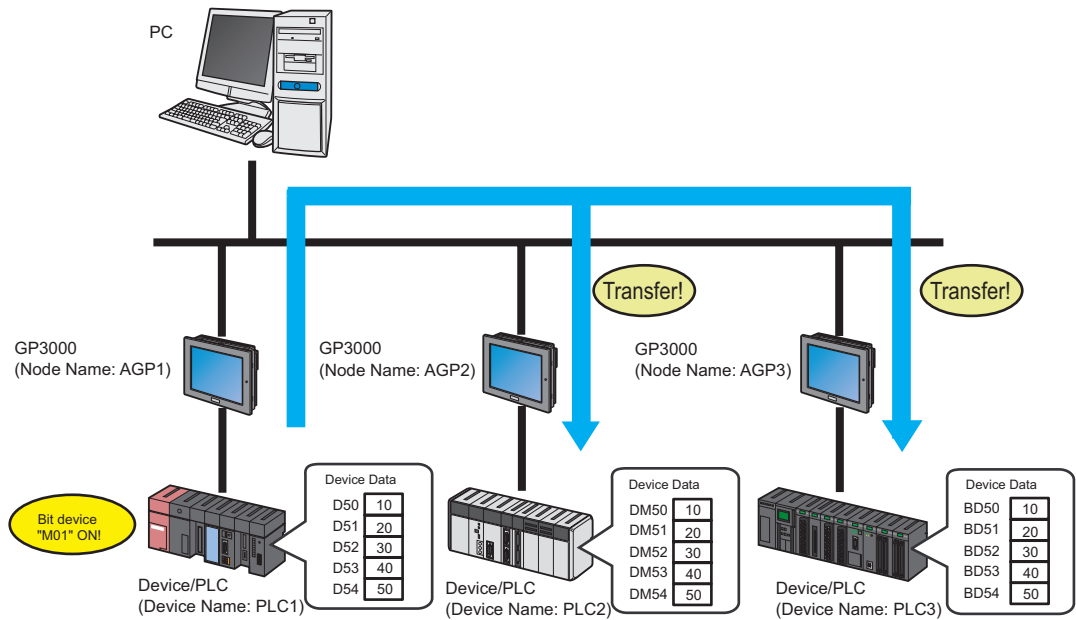 PC
Transfer!
Transfer!
GP3000
(Node Name: AGP1)
GP3000
(Node Name: AGP2)
GP3000
(Node Name: AGP3)
Bit device
"M01" ON!
Device Data
D50 10
D51 20
D52 30
D53 40
D54 50
Device/PLC
(Device Name: PLC1)
Device Data
DM50 10
DM51 20
DM52 30
DM53 40
DM54 50
Device/PLC
(Device Name: PLC2)
Device Data
BD50 10
BD51 20
BD52 30
BD53 40
BD54 50
Device/PLC
(Device Name: PLC3)